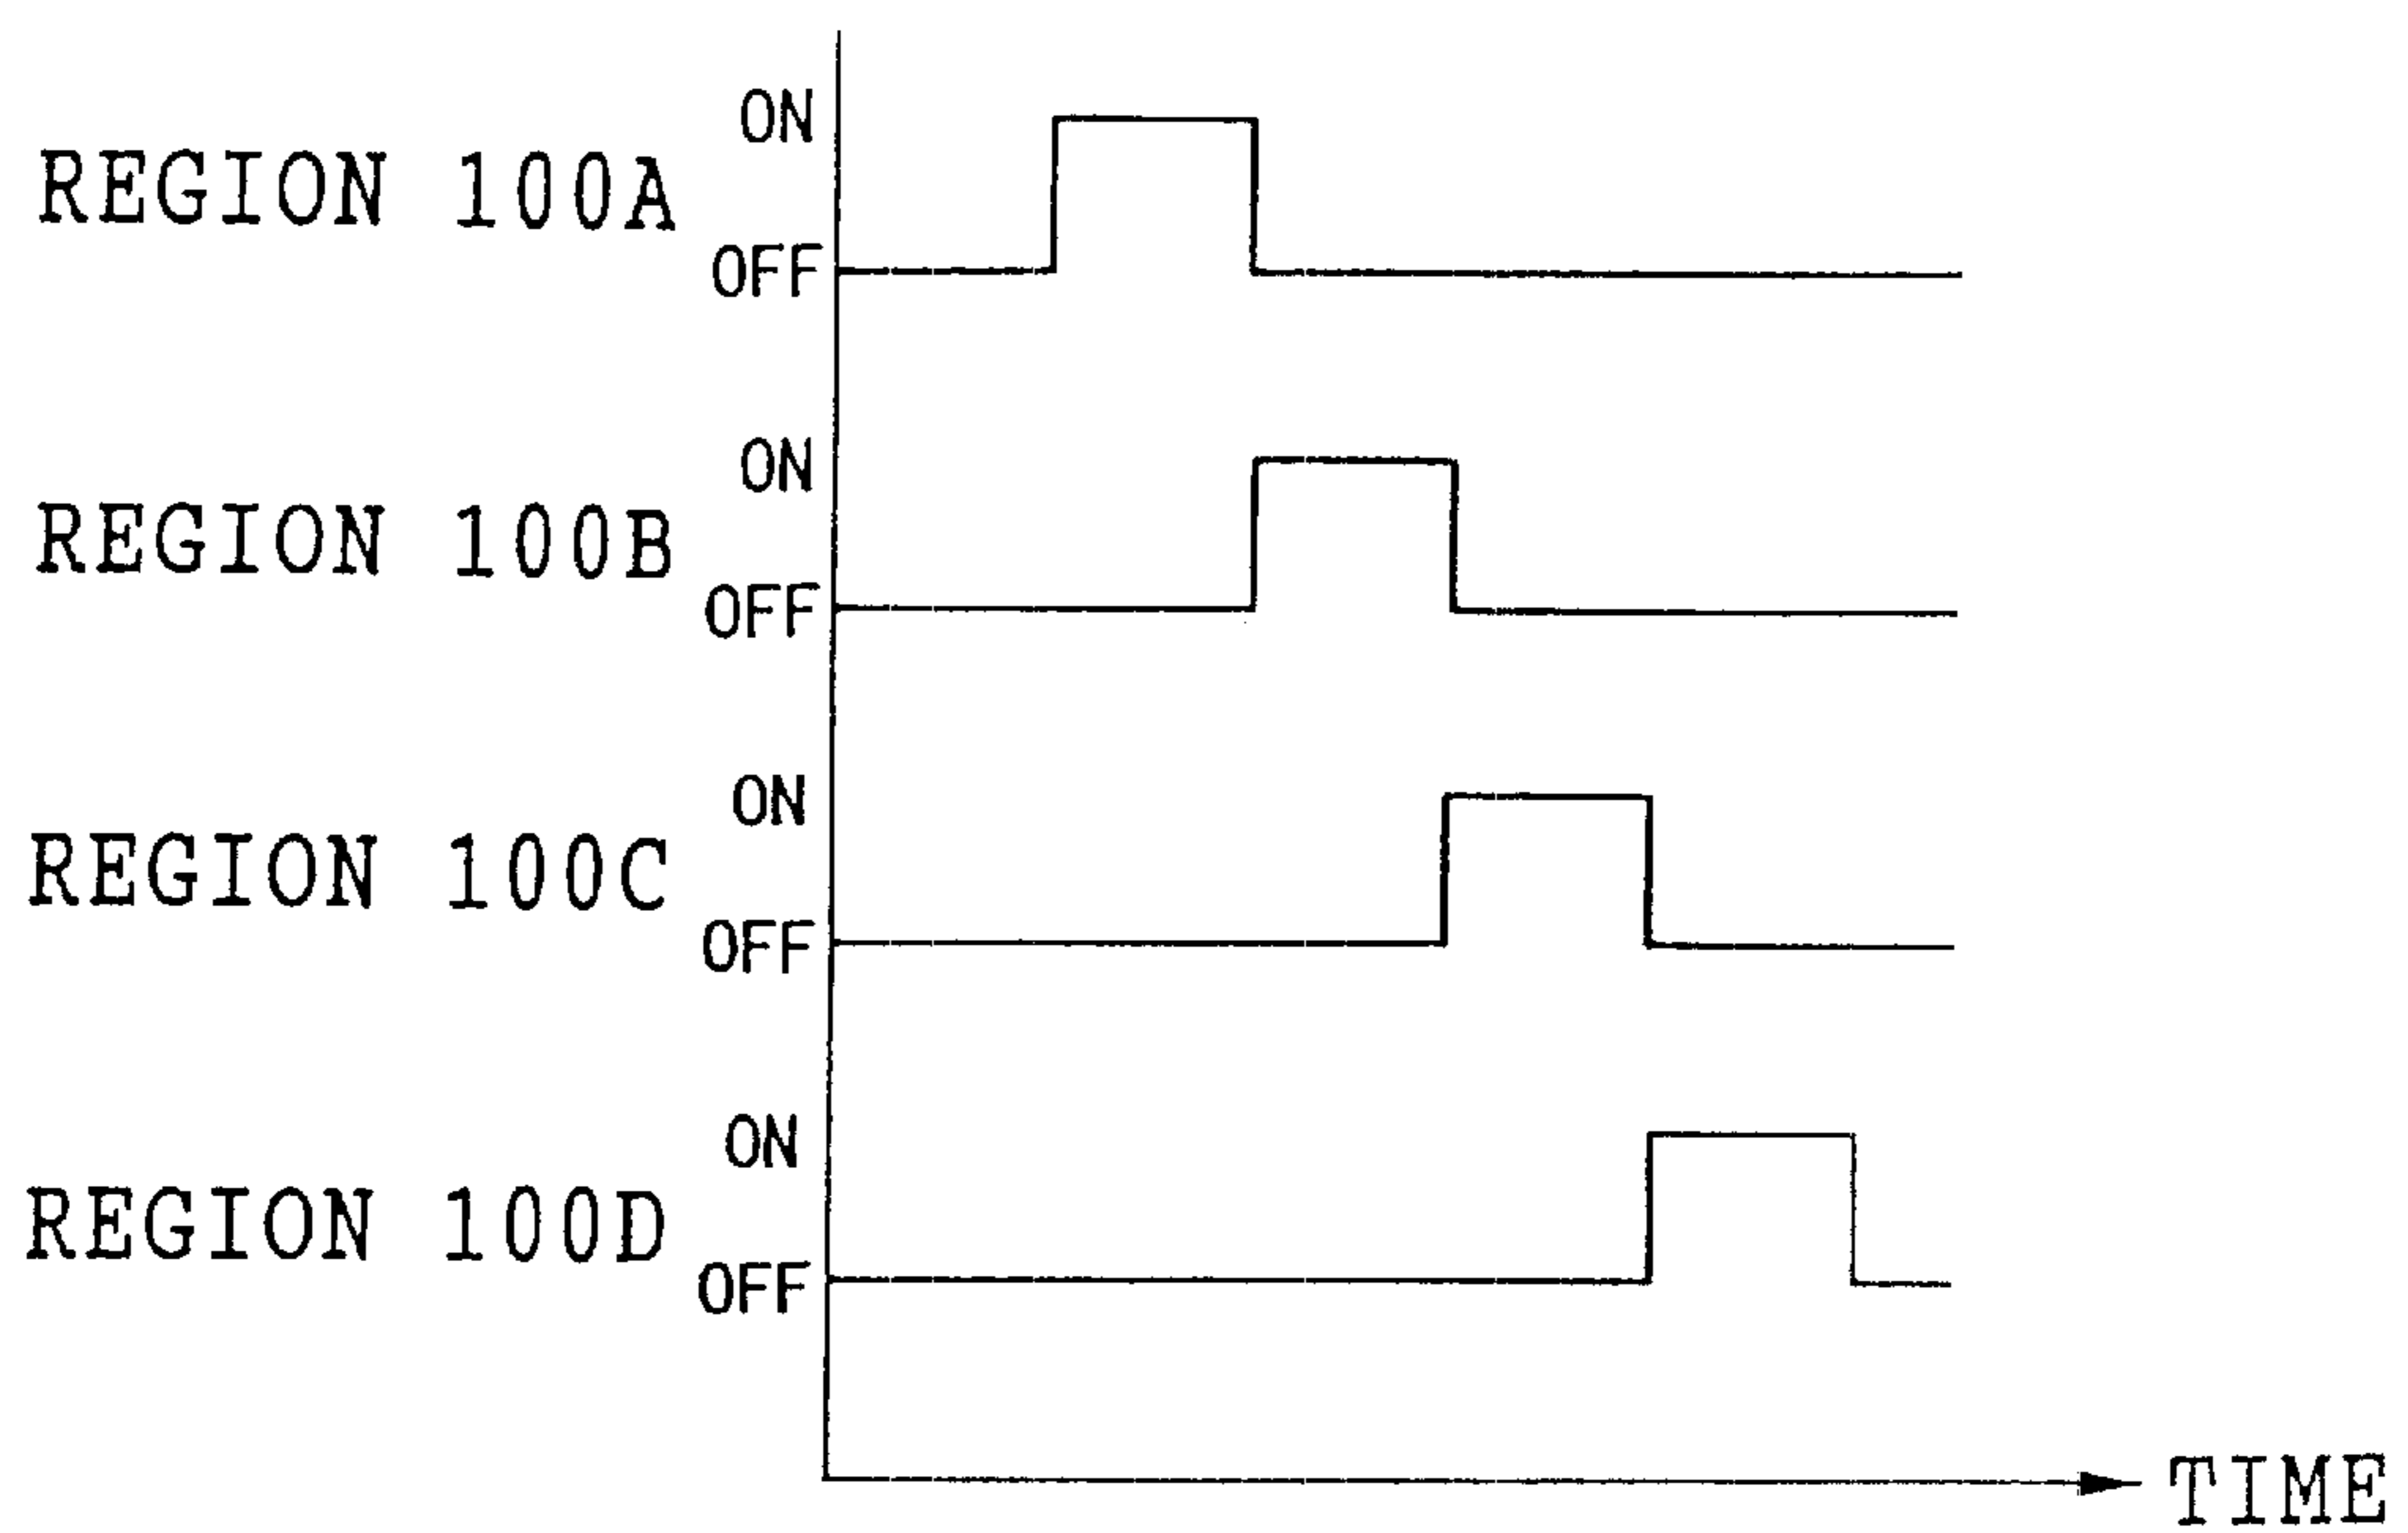 ON
REGION 100A
OFF
ON
REGION 100B
OFF
ON
REGION 100C
OFF
ON
REGION 100D
OFF
TIME